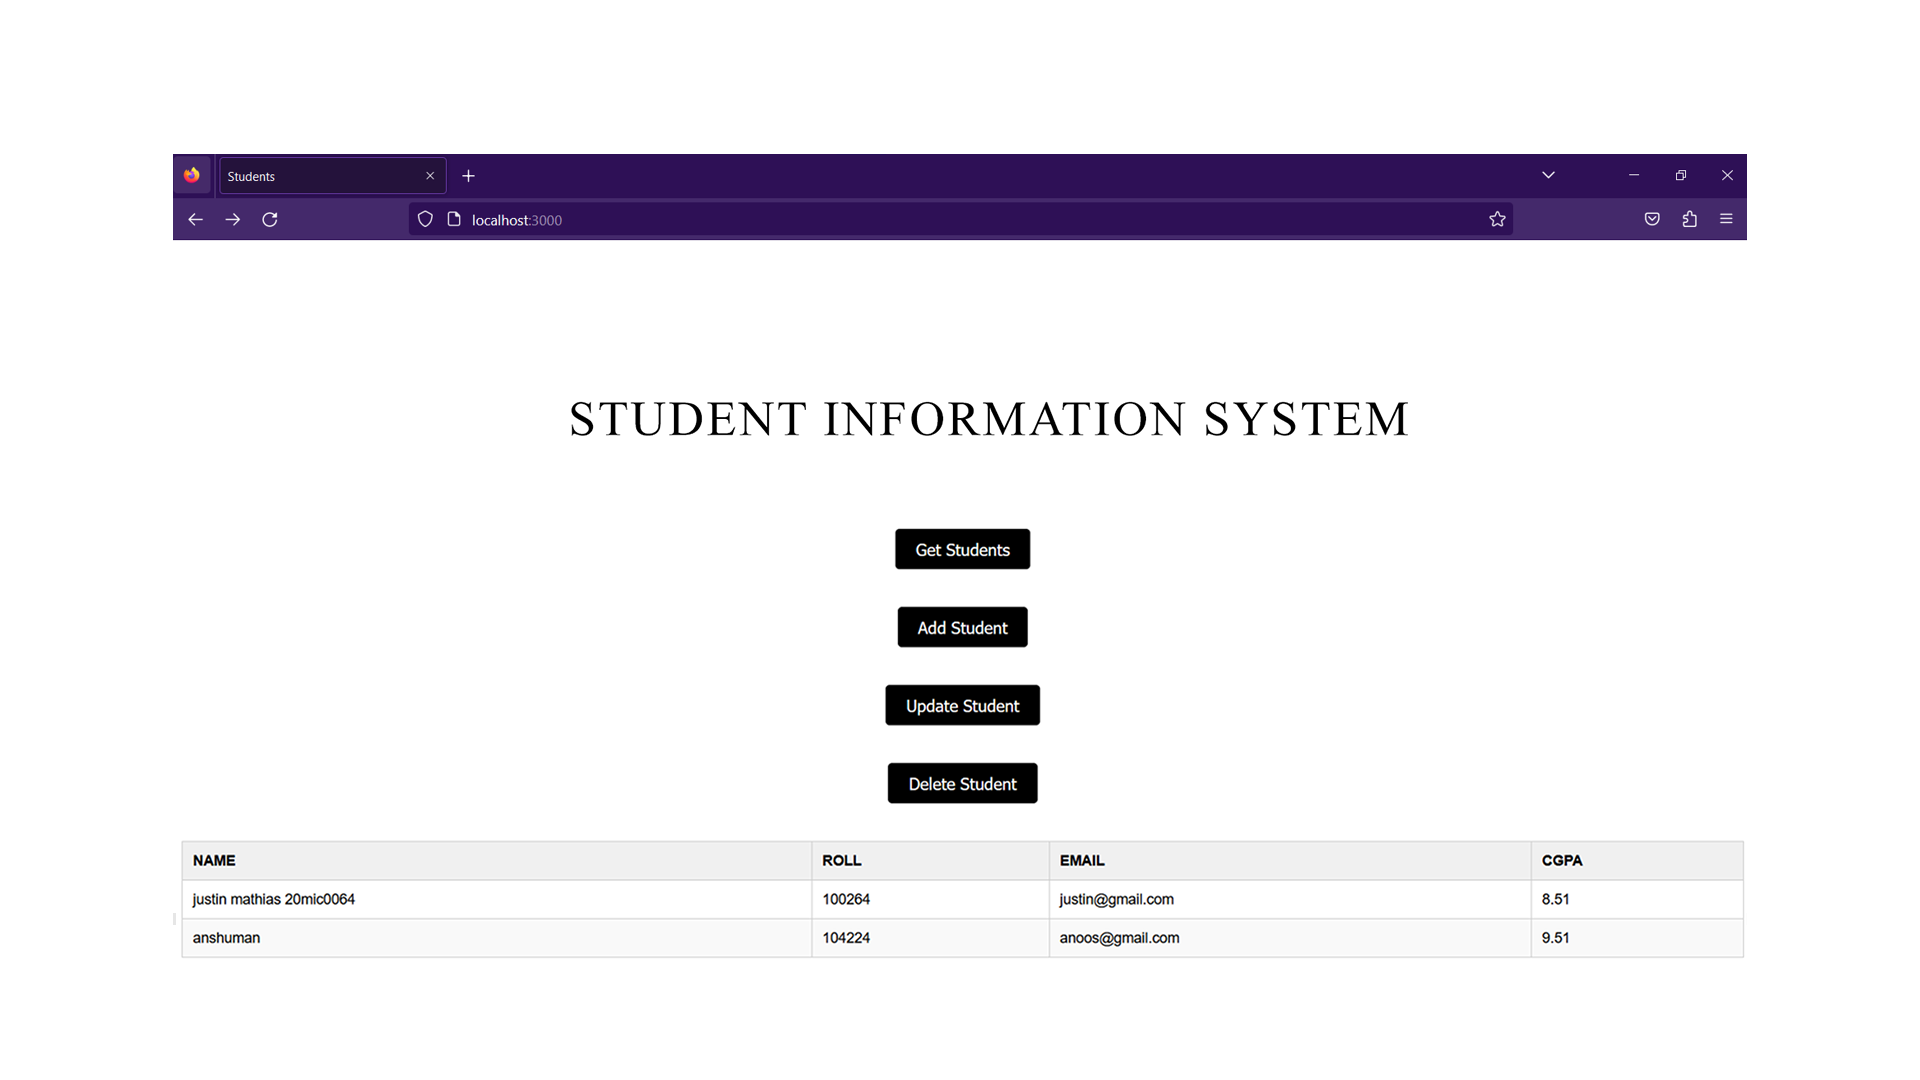 Students
localhost:3000
STUDENT INFORMATION SYSTEM
Get Students
Add Student
Update Student
Delete Student
NAME ROLL EMAIL CGPA
justin mathias 20mic0064 100264 justin@gmail.com 8.51
anshuman 104224 anoos@gmail.com 9.51